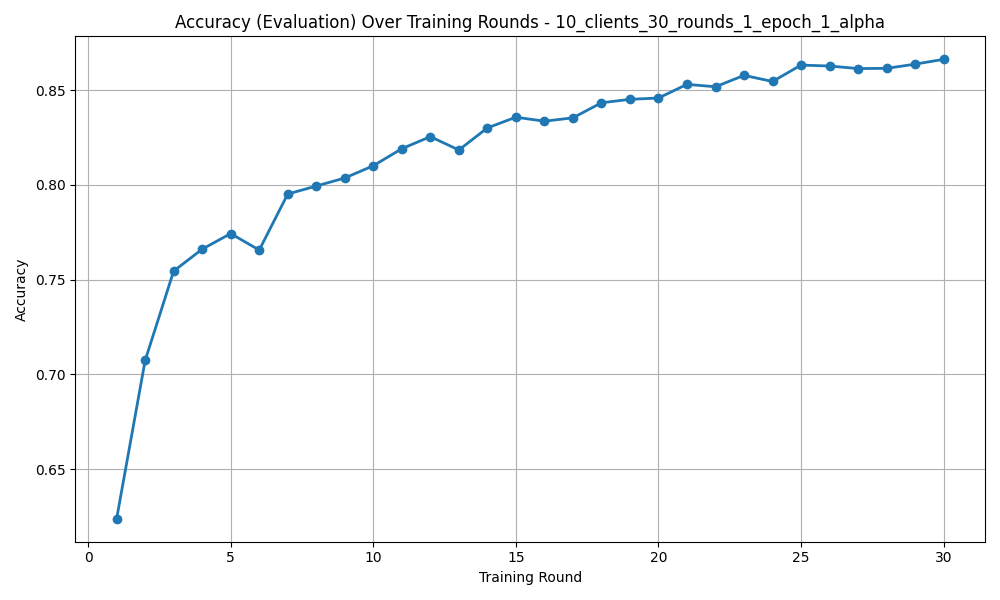 Accuracy (Evaluation) Over Training Rounds - 10_clients_30_rounds_1_epoch_1_alpha
Accuracy
0.85
0.80
0.75
0.70
0.65
0 5 10 15 20 25 30
Training Round